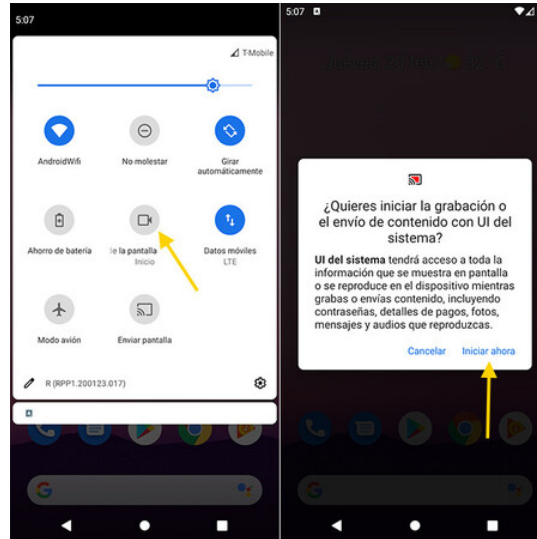 5:07
T-Mobile
AndroidWifi
No molestar
Girar
automáticamente
Ahorro de batería
le la pantalla
Inicio
Datos móviles
LTE
Modo avión
Enviar pantalla
R (RPP1.200123.017)
5:07
¿Quieres iniciar la grabación o
el envío de contenido con UI del
sistema?
UI del sistema tendrá acceso a toda la
información que se muestra en pantalla
o se reproduce en el dispositivo mientras
grabas o envías contenido, incluyendo
contraseñas, detalles de pagos, fotos,
mensajes y audios que reproduzcas.
Cancelar Iniciar ahora